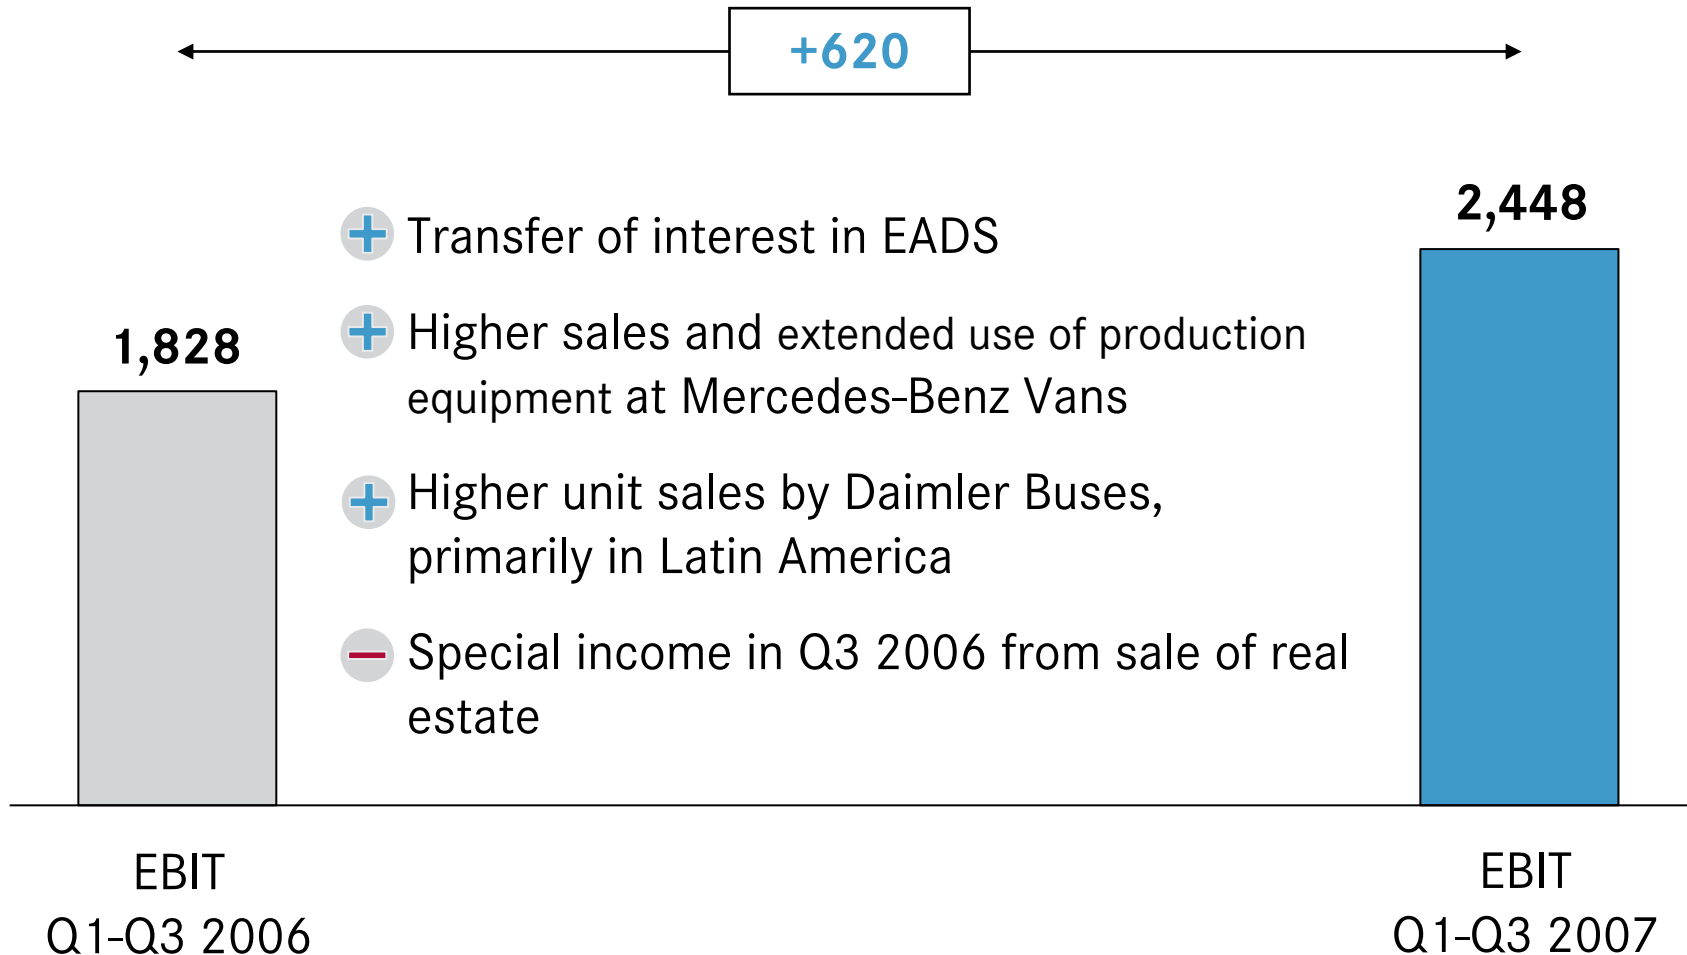 +620
2,448
1,828
Transfer of interest in EADS
Higher sales and extended use of production
equipment at Mercedes-Benz Vans
Higher unit sales by Daimler Buses,
primarily in Latin America
Special income in Q3 2006 from sale of real
estate
EBIT
Q1-Q3 2006
EBIT
Q1-Q3 2007